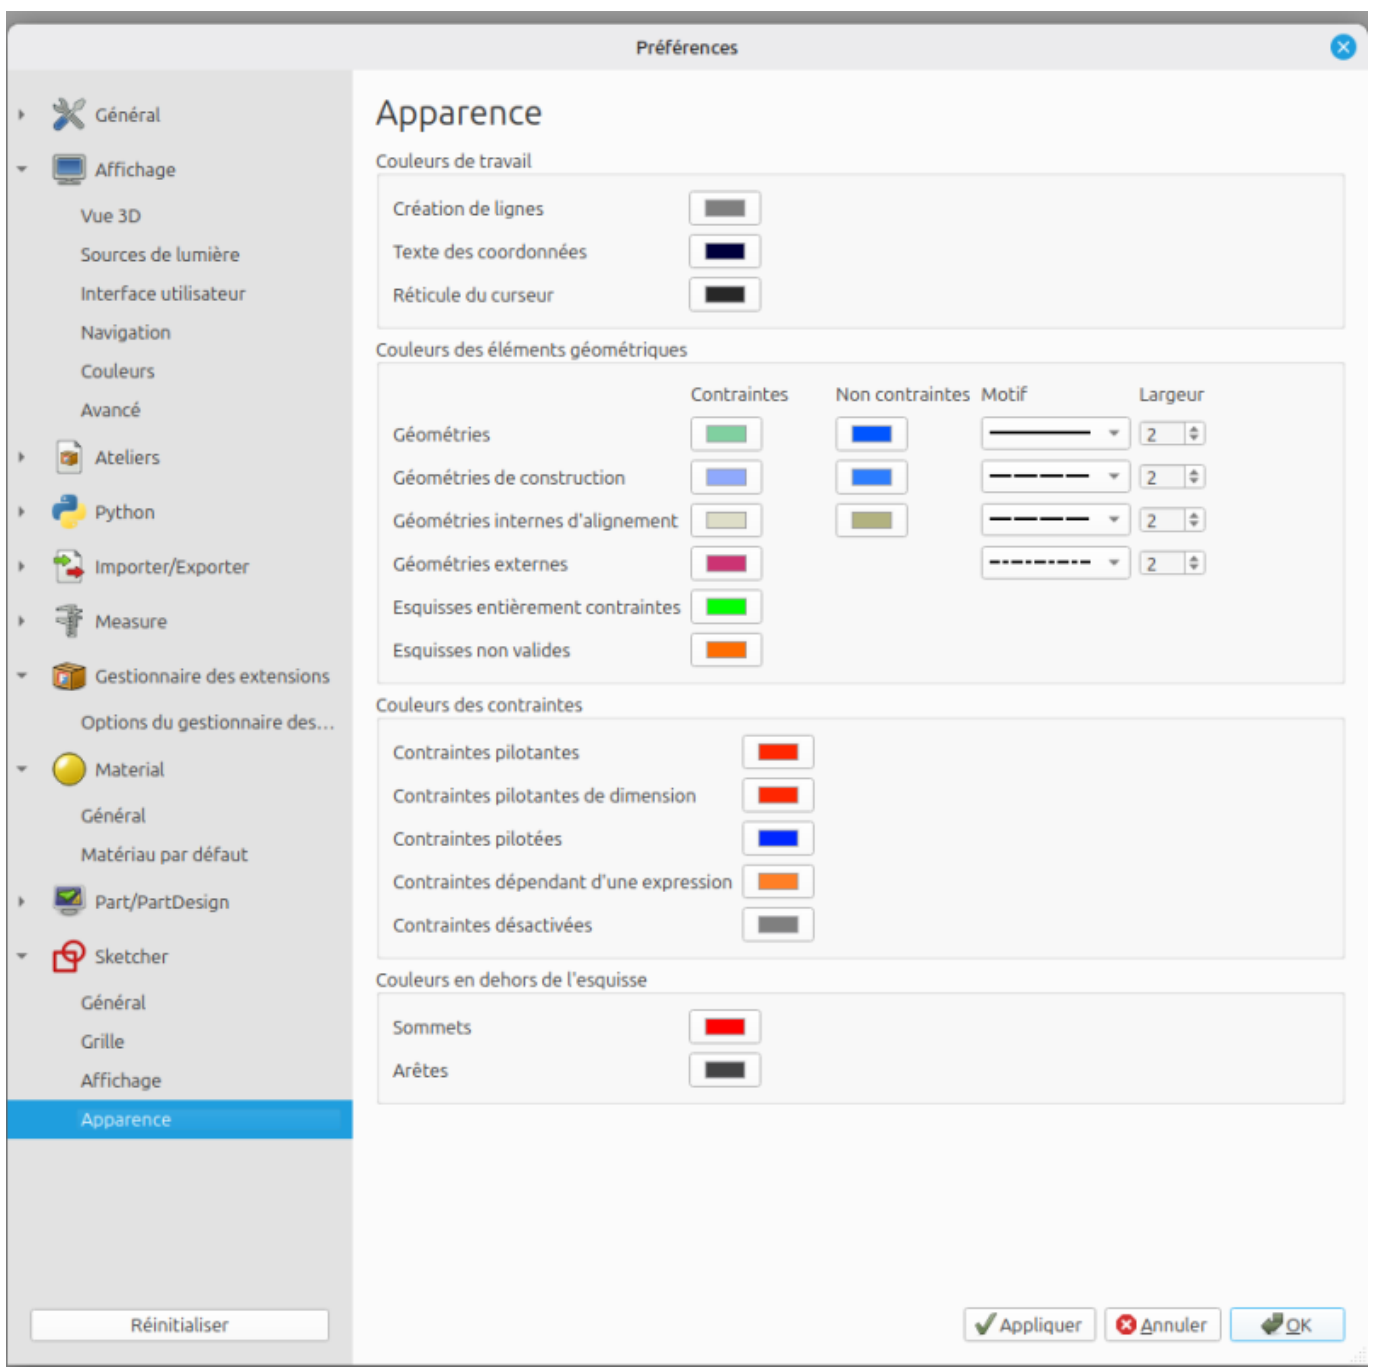 Préférences
Général
Affichage
Vue 3D
Sources de lumière
Interface utilisateur
Navigation
Couleurs
Avancé
Ateliers
Python
Importer/Exporter
Measure
Gestionnaire des extensions
Options du gestionnaire des...
Material
Général
Matériau par défaut
Part/PartDesign
Sketcher
Général
Grille
Affichage
Apparence
Réinitialiser
Apparence
Couleurs de travail
Création de lignes
Texte des coordonnées
Réticule du curseur
Couleurs des éléments géométriques
Contraintes Non contraintes Motif Largeur
Géométries 2
Géométries de construction 2
Géométries internes d'alignement 2
Géométries externes 2
Esquisses entièrement contraintes
Esquisses non valides
Couleurs des contraintes
Contraintes pilotantes
Contraintes pilotantes de dimension
Contraintes pilotées
Contraintes dépendant d'une expression
Contraintes désactivées
Couleurs en dehors de l'esquisse
Sommets
Arêtes
Appliquer Annuler OK